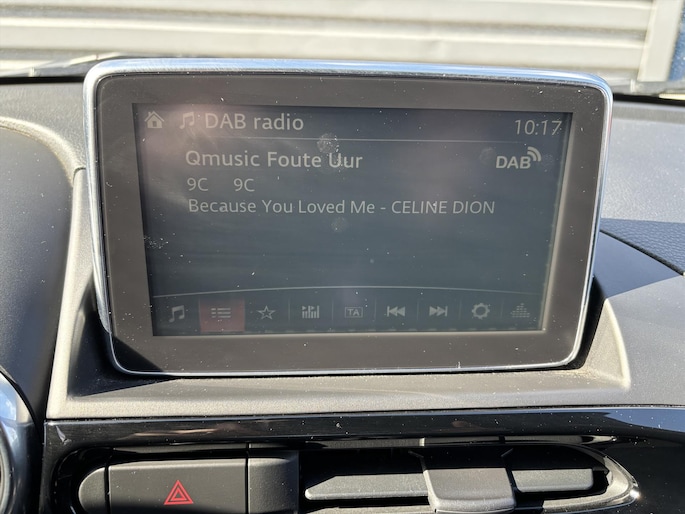 DAB radio 10:17
Qmusic Foute Uur DAB
9C 9C
Because You Loved Me - CELINE DION
TA